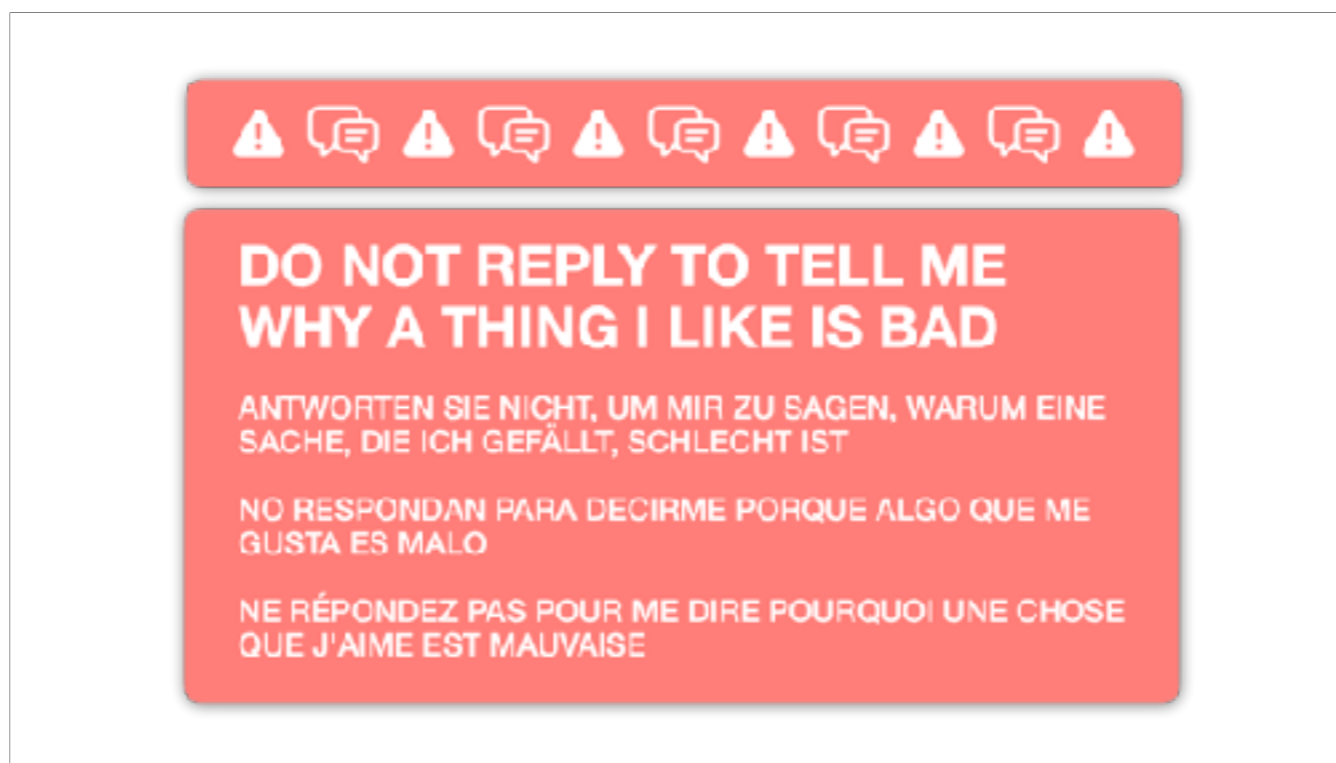 DO NOT REPLY TO TELL ME
WHY A THING I LIKE IS BAD
ANTWORTEN SIE NICHT, UM MIR ZU SAGEN, WARUM EINE
SACHE, DIE ICH GEFÄLLT, SCHLECHT IST
NO RESPONDAN PARA DECIRME PORQUE ALGO QUE ME
GUSTA ES MALO
NE RÉPONDEZ PAS POUR ME DIRE POURQUOI UNE CHOSE
QUE J'AIME EST MAUVAISE